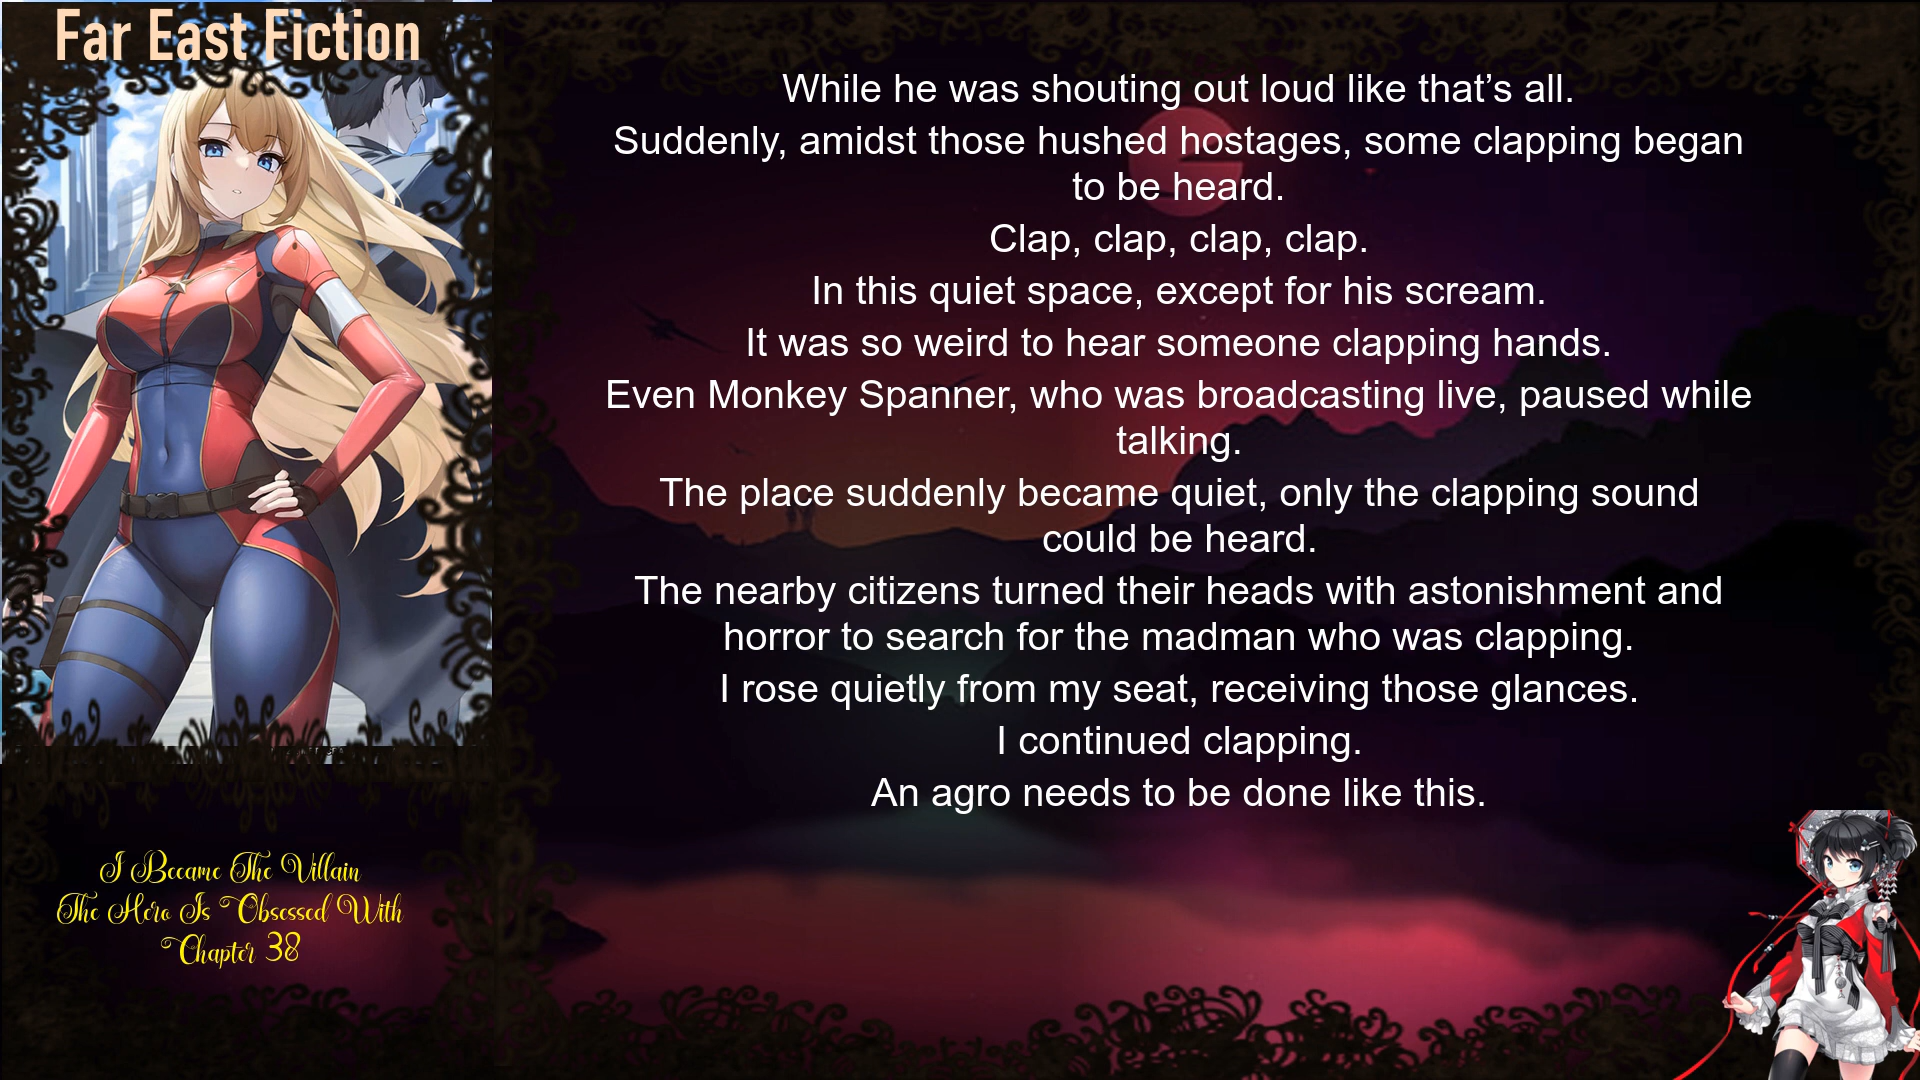 Far East Fiction
While he was shouting out loud like that’s all.
Suddenly, amidst those hushed hostages, some clapping began
to be heard.
Clap, clap, clap, clap.
In this quiet space, except for his scream.
It was so weird to hear someone clapping hands.
Even Monkey Spanner, who was broadcasting live, paused while
talking.
The place suddenly became quiet, only the clapping sound
could be heard.
The nearby citizens turned their heads with astonishment and
horror to search for the madman who was clapping.
I rose quietly from my seat, receiving those glances.
I continued clapping.
An agro needs to be done like this.
I Became The Villain
The Hero Is Obsessed With
Chapter 38